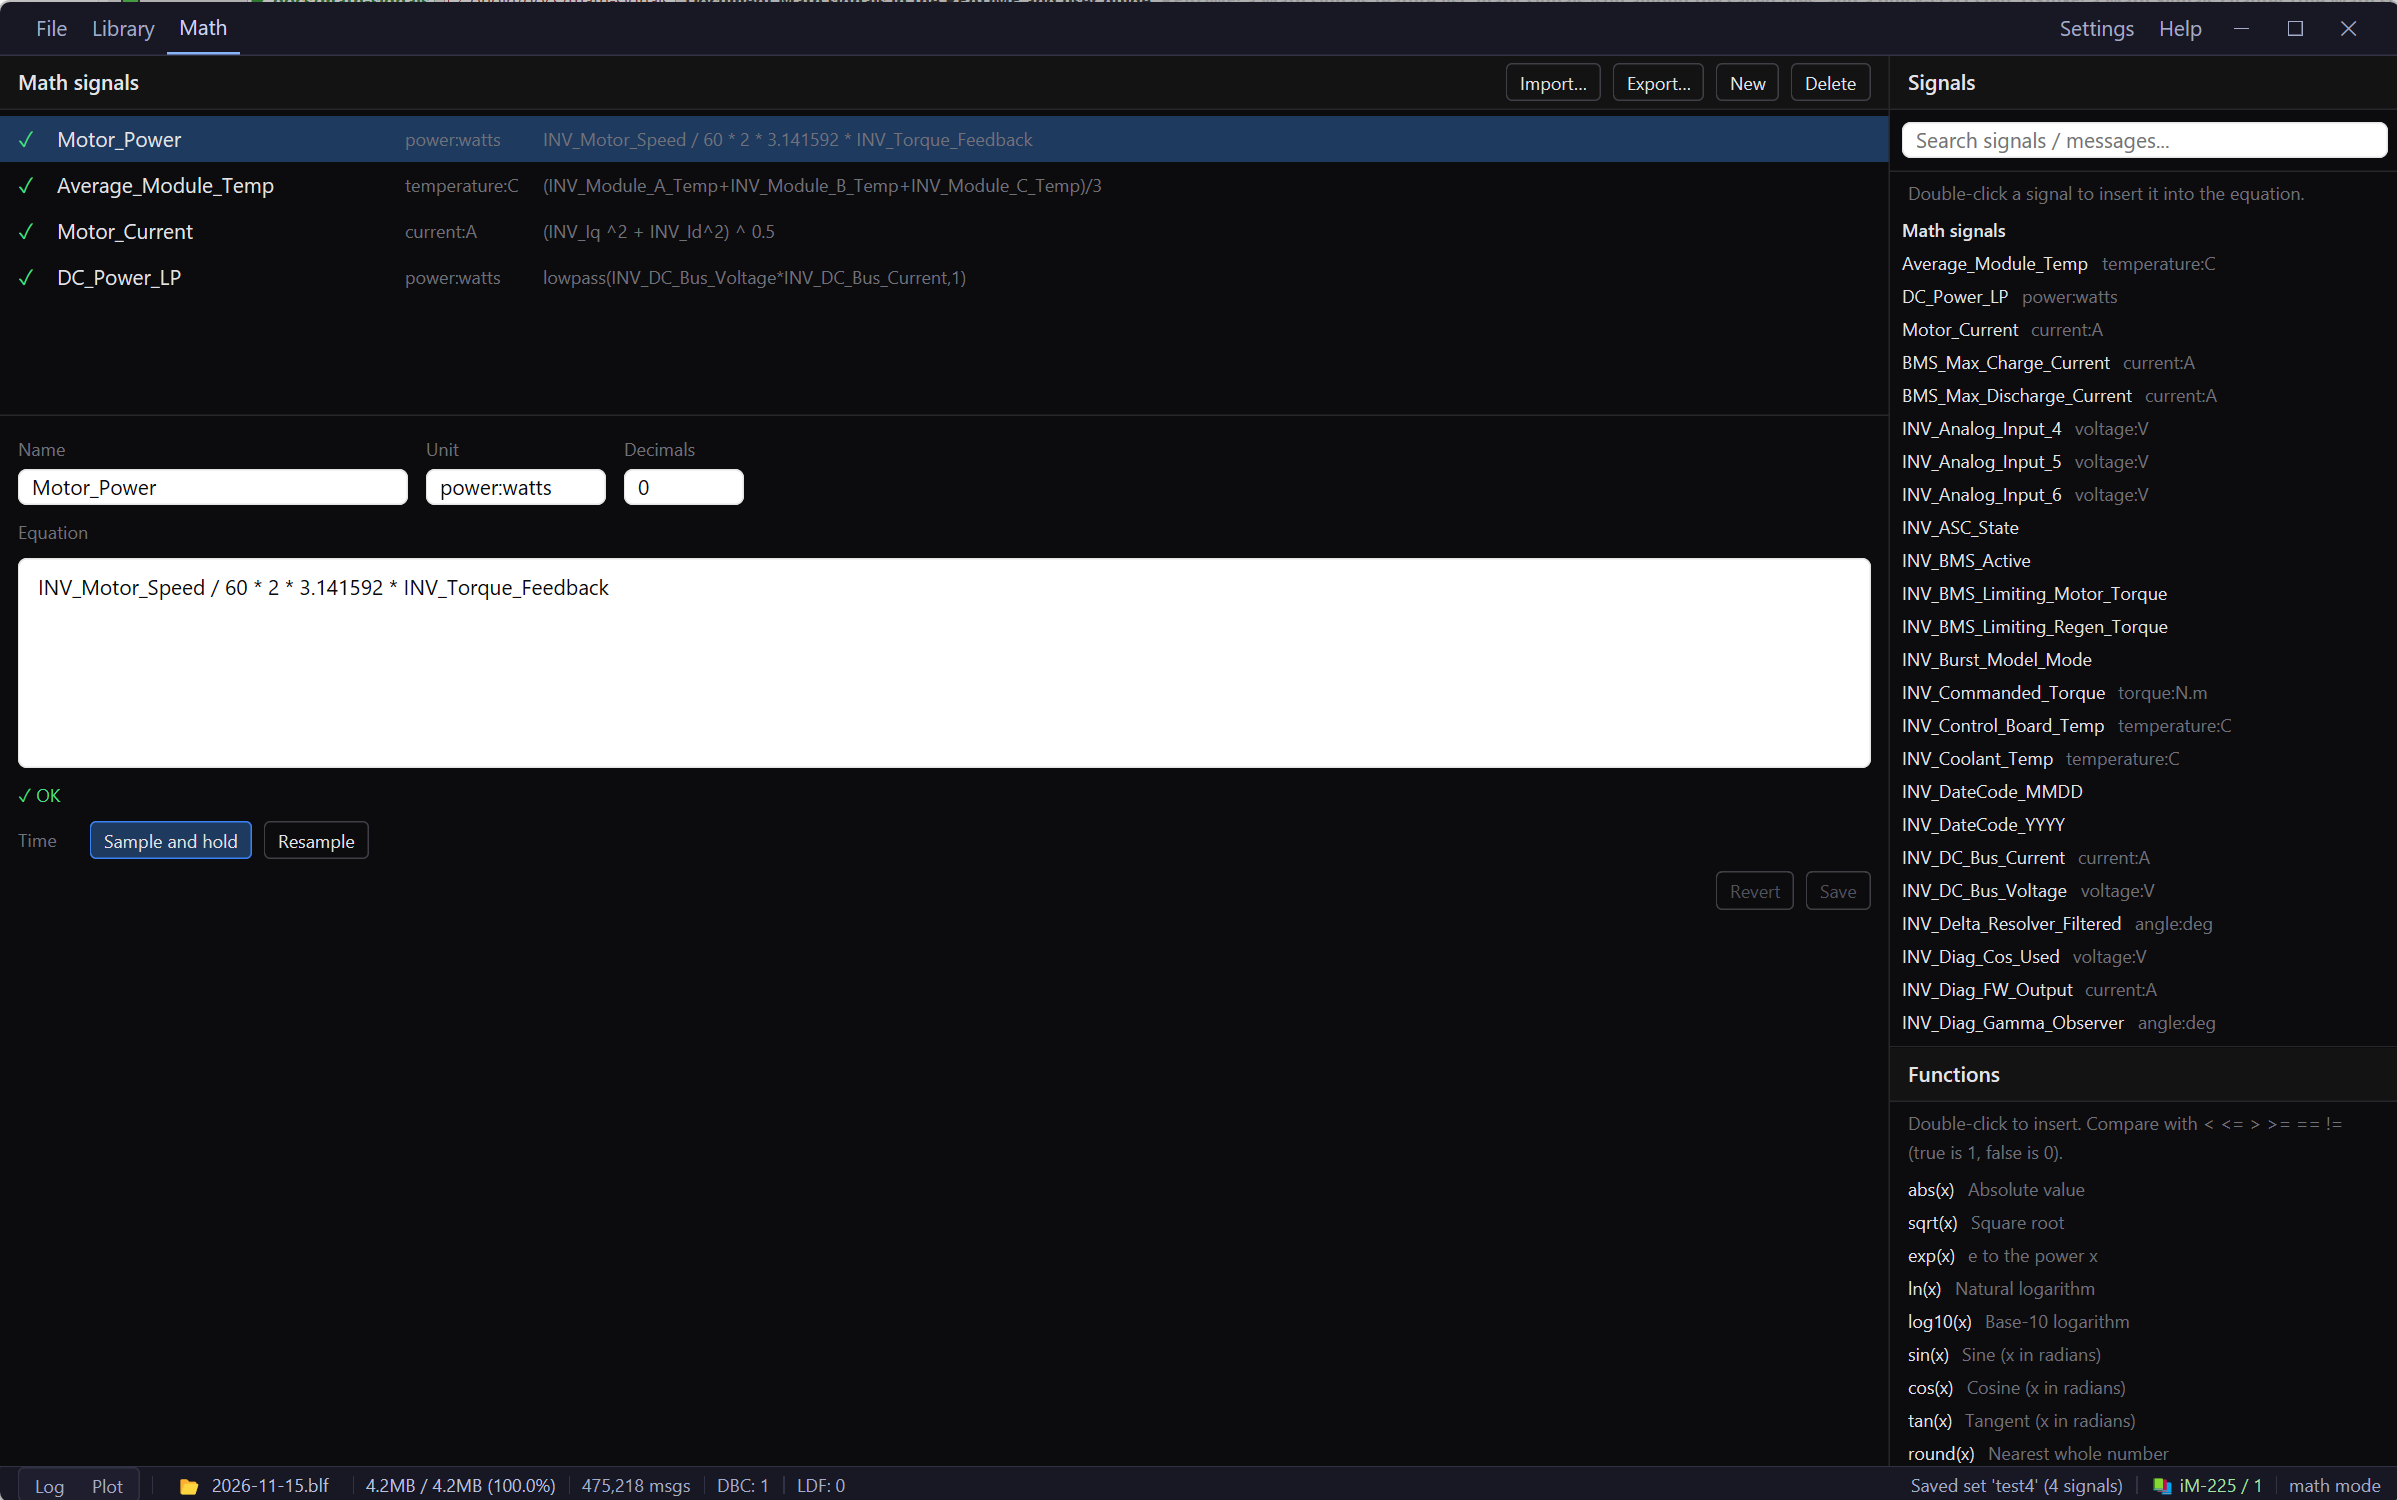 File Library Math Settings Help
Math signals Import... Export... New Delete
✓ Motor_Power power:watts INV_Motor_Speed / 60 * 2 * 3.141592 * INV_Torque_Feedback
✓ Average_Module_Temp temperature:C (INV_Module_A_Temp+INV_Module_B_Temp+INV_Module_C_Temp)/3
✓ Motor_Current current:A (INV_Iq ^2 + INV_Id^2) ^ 0.5
✓ DC_Power_LP power:watts lowpass(INV_DC_Bus_Voltage*INV_DC_Bus_Current,1)
Name Unit Decimals
Motor_Power power:watts 0
Equation
INV_Motor_Speed / 60 * 2 * 3.141592 * INV_Torque_Feedback
✓ OK
Time Sample and hold Resample
Revert Save
Signals
Search signals / messages...
Double-click a signal to insert it into the equation.
Math signals
Average_Module_Temp temperature:C
DC_Power_LP power:watts
Motor_Current current:A
BMS_Max_Charge_Current current:A
BMS_Max_Discharge_Current current:A
INV_Analog_Input_4 voltage:V
INV_Analog_Input_5 voltage:V
INV_Analog_Input_6 voltage:V
INV_ASC_State
INV_BMS_Active
INV_BMS_Limiting_Motor_Torque
INV_BMS_Limiting_Regen_Torque
INV_Burst_Model_Mode
INV_Commanded_Torque torque:N.m
INV_Control_Board_Temp temperature:C
INV_Coolant_Temp temperature:C
INV_DateCode_MMDD
INV_DateCode_YYYY
INV_DC_Bus_Current current:A
INV_DC_Bus_Voltage voltage:V
INV_Delta_Resolver_Filtered angle:deg
INV_Diag_Cos_Used voltage:V
INV_Diag_FW_Output current:A
INV_Diag_Gamma_Observer angle:deg
Functions
Double-click to insert. Compare with < <= > >= == !=
(true is 1, false is 0).
abs(x) Absolute value
sqrt(x) Square root
exp(x) e to the power x
ln(x) Natural logarithm
log10(x) Base-10 logarithm
sin(x) Sine (x in radians)
cos(x) Cosine (x in radians)
tan(x) Tangent (x in radians)
round(x) Nearest whole number
Log Plot 2026-11-15.blf 4.2MB / 4.2MB (100.0%) 475,218 msgs DBC: 1 LDF: 0 Saved set 'test4' (4 signals) iM-225 / 1 math mode